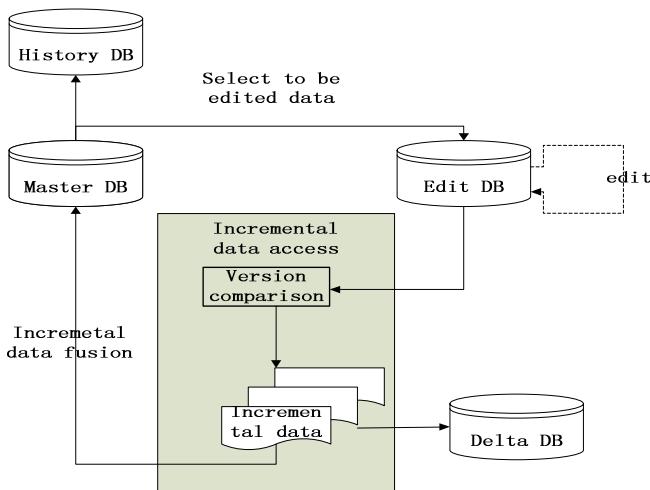 History DB
Select to be
edited data
Master DB
Edit DB
edit
Incremental
data access
Version
comparison
Incremetal
data fusion
Incremen
tal data
Delta DB